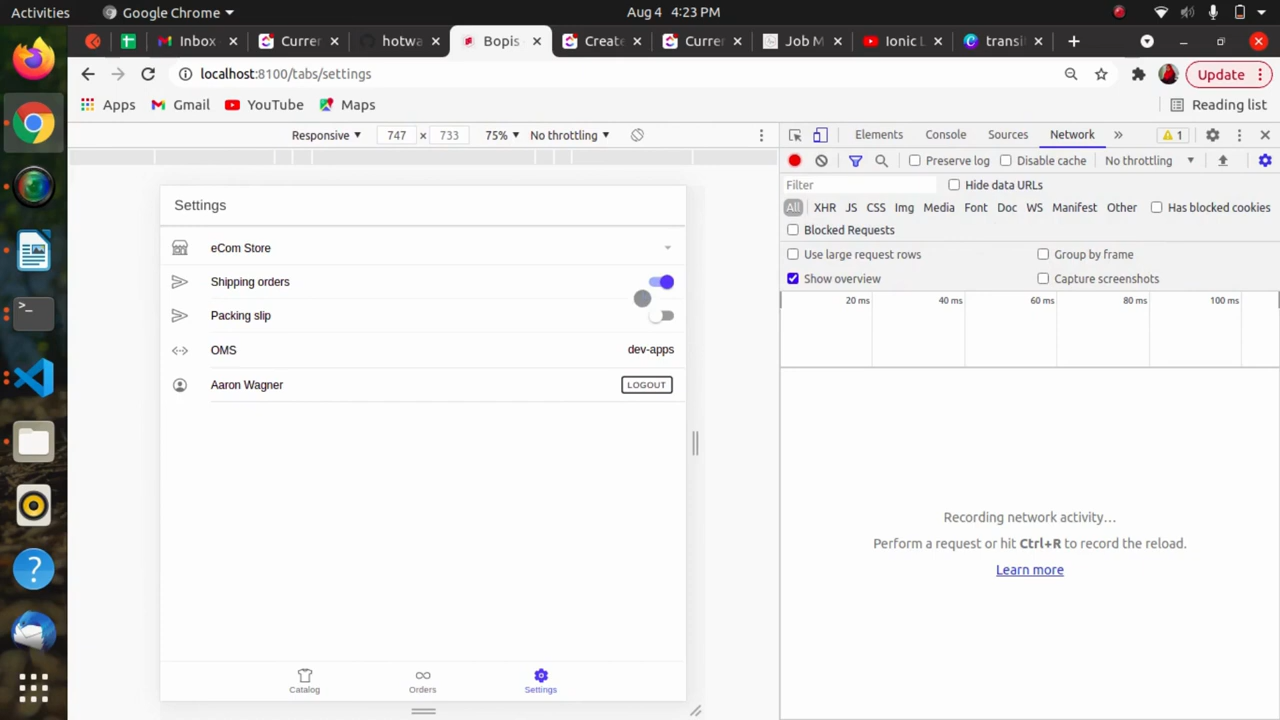 Activities Google Chrome Aug 4 4:23 PM
Inbox Curren hotwa Bopis Create Curre Job M Ionic L transi
localhost:8100/tabs/settings Update
Apps Gmail YouTube Maps Reading list
Responsive 747 × 733 75% No throttling
Elements Console Sources Network » 1
Preserve log Disable cache No throttling
Filter Hide data URLs
All XHR JS CSS Img Media Font Doc WS Manifest Other Has blocked cookies
Blocked Requests
Use large request rows Group by frame
Show overview Capture screenshots
20 ms 40 ms 60 ms 80 ms 100 ms
Settings
eCom Store
Shipping orders
Packing slip
OMS dev-apps
Aaron Wagner LOGOUT
Catalog Orders Settings
Recording network activity…
Perform a request or hit Ctrl+R to record the reload.
Learn more